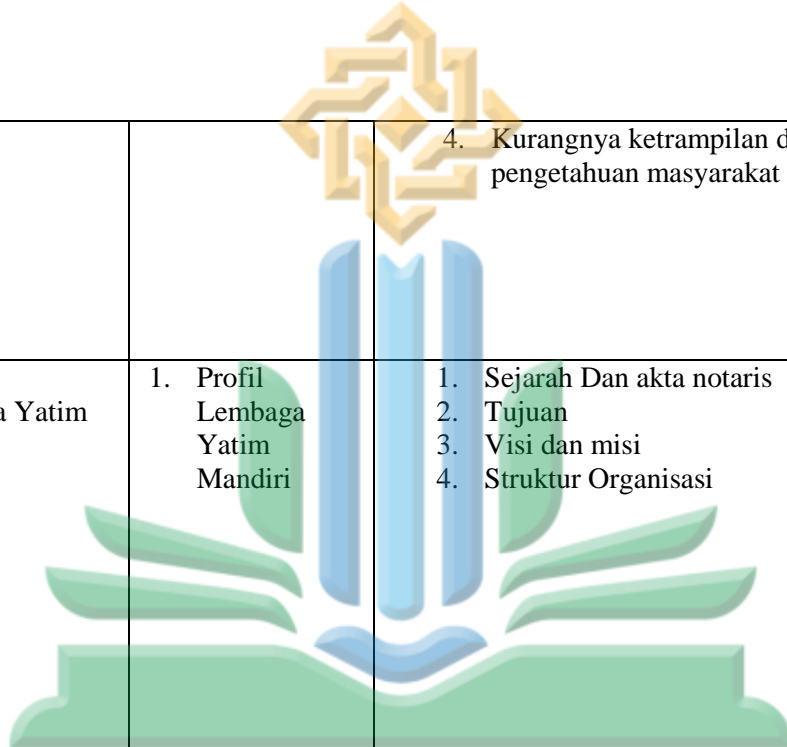 4. Kurangnya ketrampilan
pengetahuan masyarakat
a Yatim
1. Profil
Lembaga
Yatim
Mandiri
1. Sejarah Dan akta notaris
2. Tujuan
3. Visi dan misi
4. Struktur Organisasi